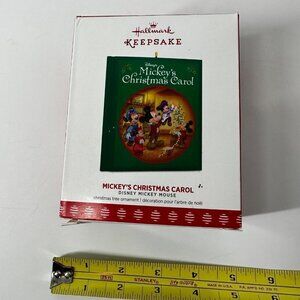 Hallmark
KEEPSAKE
Disney's
Mickey's
Christmas Carol
MICKEY'S CHRISTMAS CAROL
DISNEY MICKEY MOUSE
christmas tree ornament | décoration pour l'arbre de noël
STANLEY